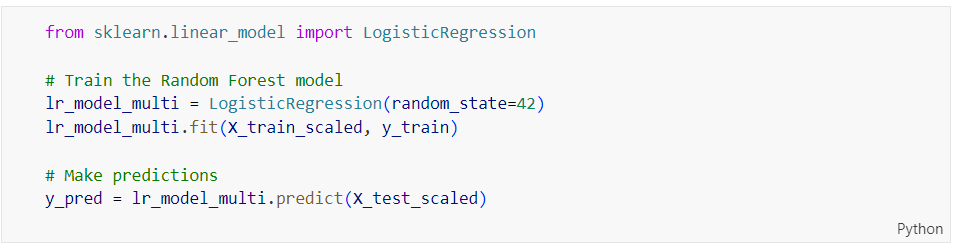 from sklearn.linear_model import LogisticRegression
# Train the Random Forest model
lr_model_multi = LogisticRegression(random_state=42)
lr_model_multi.fit(X_train_scaled, y_train)
# Make predictions
y_pred = lr_model_multi.predict(X_test_scaled)
Python